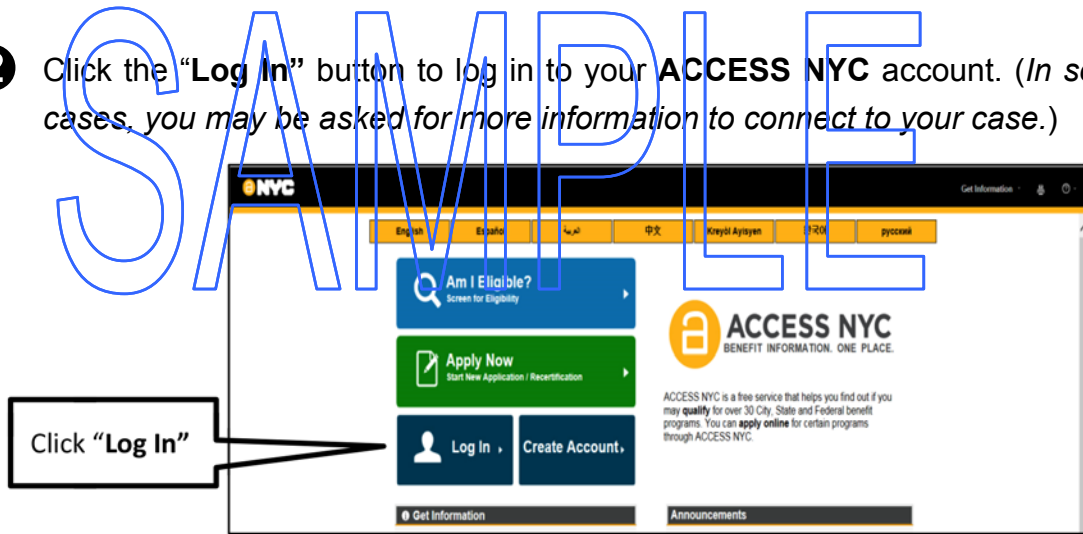 SAMPLE
2 Click the “Log In” button to log in to your ACCESS NYC account. (In
cases, you may be asked for more information to connect to your case.)
NYC
Get Information
English Español العربية 中文 Kreyòl Ayisyen 한국어 русский
Am I Eligible?
Screen for Eligibility
Apply Now
Start New Application / Recertification
Log In Create Account
Click “Log In”
Get Information
ACCESS NYC
BENEFIT INFORMATION. ONE PLACE.
ACCESS NYC is a free service that helps you find out if you
may qualify for over 30 City, State and Federal benefit
programs. You can apply online for certain programs
through ACCESS NYC.
Announcements